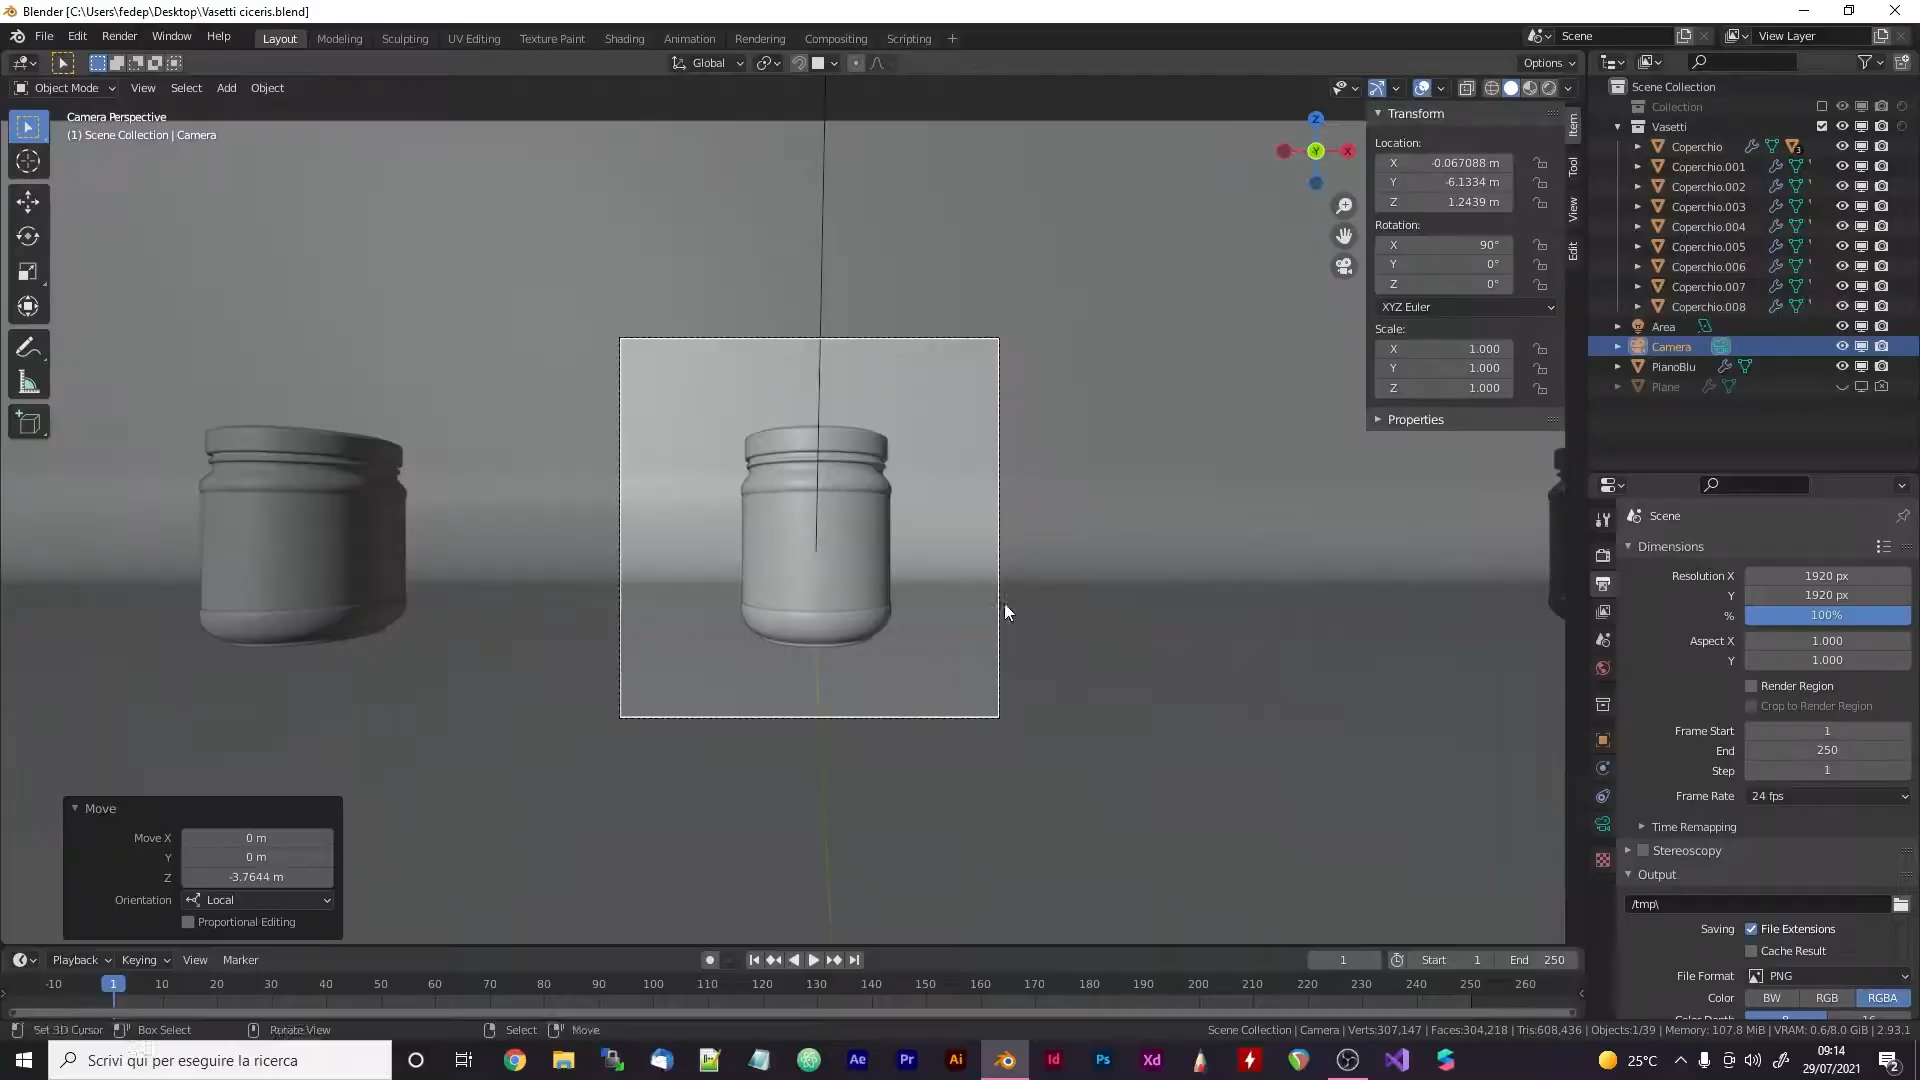 Blender [C:\Users\fedep\Desktop\Vasetti ciceris.blend]
File Edit Render Window Help
Layout Modeling Sculpting UV Editing Texture Paint Shading Animation Rendering Compositing Scripting +
Scene
View Layer
Global
Options
Object Mode View Select Add Object
Camera Perspective
(1) Scene Collection | Camera
Z
Y
X
Transform
Location:
X -0.067088 m
Y -6.1334 m
Z 1.2439 m
Rotation:
X 90°
Y 0°
Z 0°
XYZ Euler
Scale:
X 1.000
Y 1.000
Z 1.000
Properties
Item
Tool
View
Edit
Scene Collection
Collection
Vasetti
Coperchio 3
Coperchio.001
Coperchio.002
Coperchio.003
Coperchio.004
Coperchio.005
Coperchio.006
Coperchio.007
Coperchio.008
Area
Camera
PianoBlu
Plane
Scene
Dimensions
Resolution X 1920 px
Y 1920 px
% 100%
Aspect X 1.000
Y 1.000
Render Region
Crop to Render Region
Frame Start 1
End 250
Step 1
Frame Rate 24 fps
Time Remapping
Stereoscopy
Output
/tmp\
Saving File Extensions
Cache Result
File Format PNG
Color BW RGB RGBA
Color Depth 8 16
Move
Move X 0 m
Y 0 m
Z -3.7644 m
Orientation Local
Proportional Editing
Playback Keying View Marker
1 Start 1 End 250
-10 1 10 20 30 40 50 60 70 80 90 100 110 120 130 140 150 160 170 180 190 200 210 220 230 240 250 260
Set 3D Cursor Box Select Rotate View Select Move
Scene Collection | Camera | Verts:307,147 | Faces:304,218 | Tris:608,436 | Objects:1/39 | Memory: 107.8 MiB | VRAM: 0.6/8.0 GiB | 2.93.1
Scrivi qui per eseguire la ricerca
Ae Pr Ai Id Ps Xd
25°C
09:14
29/07/2021
2